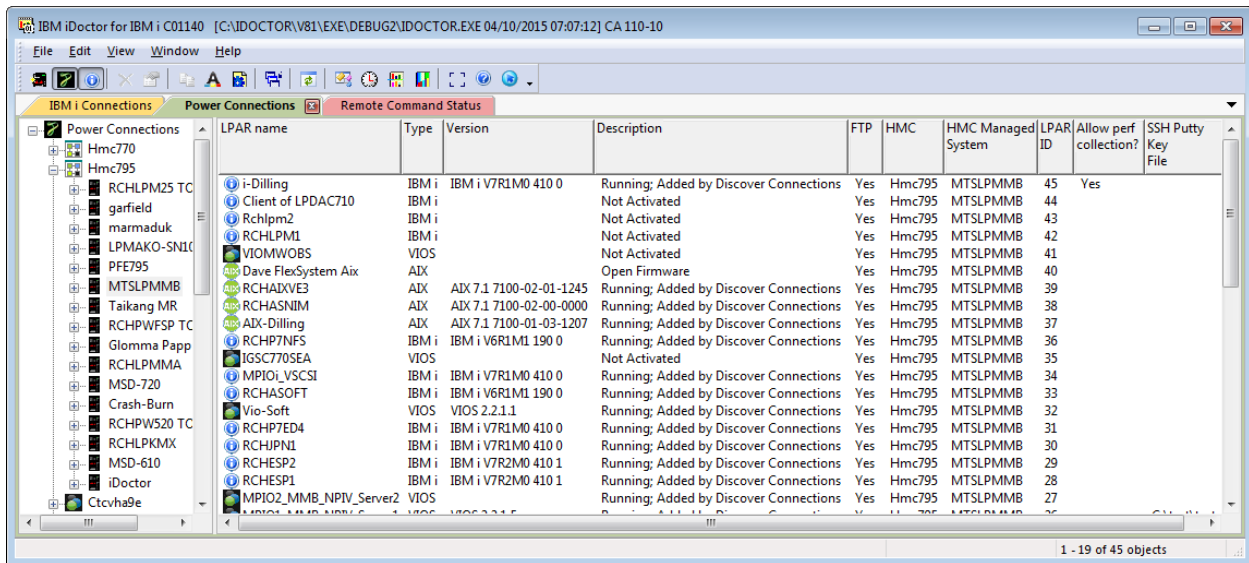 IBM iDoctor for IBM i C01140 [C:\IDOCTOR\V81\EXE\DEBUG2\IDOCTOR.EXE 04/10/2015 07:07:12] CA 110-10
File Edit View Window Help
IBM i Connections Power Connections Remote Command Status
Power Connections
Hmc770
Hmc795
RCHLPM25 TC
garfield
marmaduk
LPMAKO-SN1
PFE795
MTSLPMMB
Taikang MR
RCHPWFSP TC
Glomma Papp
RCHLPMMA
MSD-720
Crash-Burn
RCHPW520 TC
RCHLPKMX
MSD-610
iDoctor
Ctcvha9e
LPAR name Type Version Description FTP HMC HMC Managed System LPAR ID Allow perf collection? SSH Putty Key File
i-Dilling IBM i IBM i V7R1M0 410 0 Running; Added by Discover Connections Yes Hmc795 MTSLPMMB 45 Yes
Client of LPDAC710 IBM i Not Activated Yes Hmc795 MTSLPMMB 44
Rchlpm2 IBM i Not Activated Yes Hmc795 MTSLPMMB 43
RCHLPM1 IBM i Not Activated Yes Hmc795 MTSLPMMB 42
VIOMWOBS VIOS Not Activated Yes Hmc795 MTSLPMMB 41
AIX Dave FlexSystem Aix AIX Open Firmware Yes Hmc795 MTSLPMMB 40
AIX RCHAIXVE3 AIX AIX 7.1 7100-02-01-1245 Running; Added by Discover Connections Yes Hmc795 MTSLPMMB 39
AIX RCHASNIM AIX AIX 7.1 7100-02-00-0000 Running; Added by Discover Connections Yes Hmc795 MTSLPMMB 38
AIX AIX-Dilling AIX AIX 7.1 7100-01-03-1207 Running; Added by Discover Connections Yes Hmc795 MTSLPMMB 37
RCHP7NFS IBM i IBM i V6R1M1 190 0 Running; Added by Discover Connections Yes Hmc795 MTSLPMMB 36
IGSC770SEA VIOS Not Activated Yes Hmc795 MTSLPMMB 35
MPIOi_VSCSI IBM i IBM i V7R1M0 410 0 Running; Added by Discover Connections Yes Hmc795 MTSLPMMB 34
RCHASOFT IBM i IBM i V6R1M1 190 0 Running; Added by Discover Connections Yes Hmc795 MTSLPMMB 33
Vio-Soft VIOS VIOS 2.2.1.1 Running; Added by Discover Connections Yes Hmc795 MTSLPMMB 32
RCHP7ED4 IBM i IBM i V7R1M0 410 0 Running; Added by Discover Connections Yes Hmc795 MTSLPMMB 31
RCHJPN1 IBM i IBM i V7R1M0 410 0 Running; Added by Discover Connections Yes Hmc795 MTSLPMMB 30
RCHESP2 IBM i IBM i V7R2M0 410 1 Running; Added by Discover Connections Yes Hmc795 MTSLPMMB 29
RCHESP1 IBM i IBM i V7R2M0 410 1 Running; Added by Discover Connections Yes Hmc795 MTSLPMMB 28
MPIO2_MMB_NPIV_Server2 VIOS Running; Added by Discover Connections Yes Hmc795 MTSLPMMB 27
1 - 19 of 45 objects